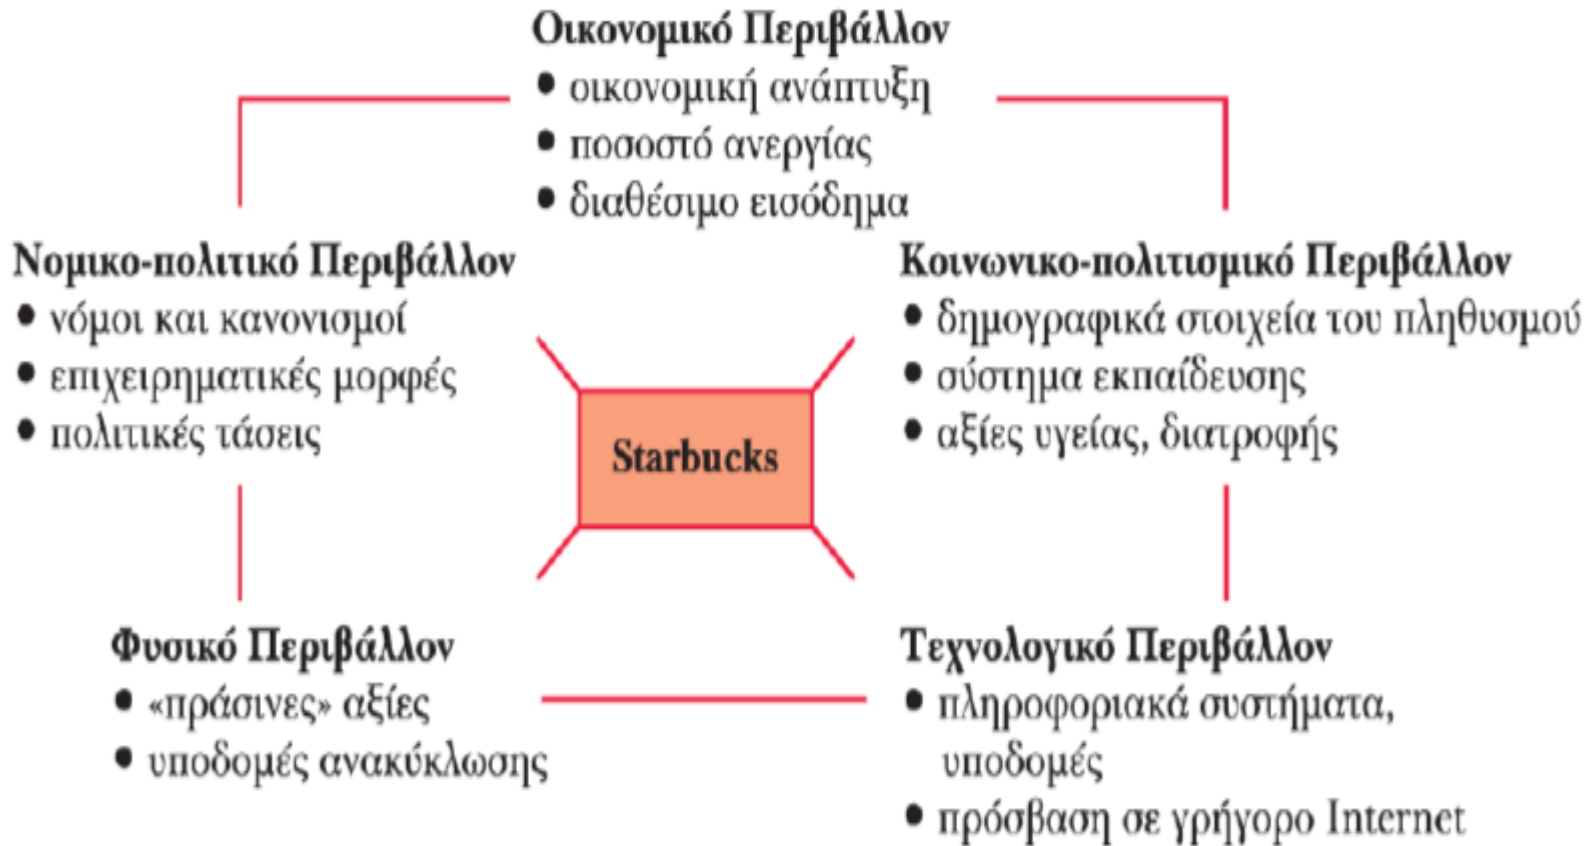 Οικονομικό Περιβάλλον
• οικονομική ανάπτυξη
• ποσοστό ανεργίας
• διαθέσιμο εισόδημα
Νομικο-πολιτικό Περιβάλλον
• νόμοι και κανονισμοί
• επιχειρηματικές μορφές
• πολιτικές τάσεις
Κοινωνικο-πολιτισμικό Περιβάλλον
• δημογραφικά στοιχεία του πληθυσμού
• σύστημα εκπαίδευσης
• αξίες υγείας, διατροφής
Starbucks
Φυσικό Περιβάλλον
• «πράσινες» αξίες
• υποδομές ανακύκλωσης
Τεχνολογικό Περιβάλλον
• πληροφοριακά συστήματα,
υποδομές
• πρόσβαση σε γρήγορο Internet